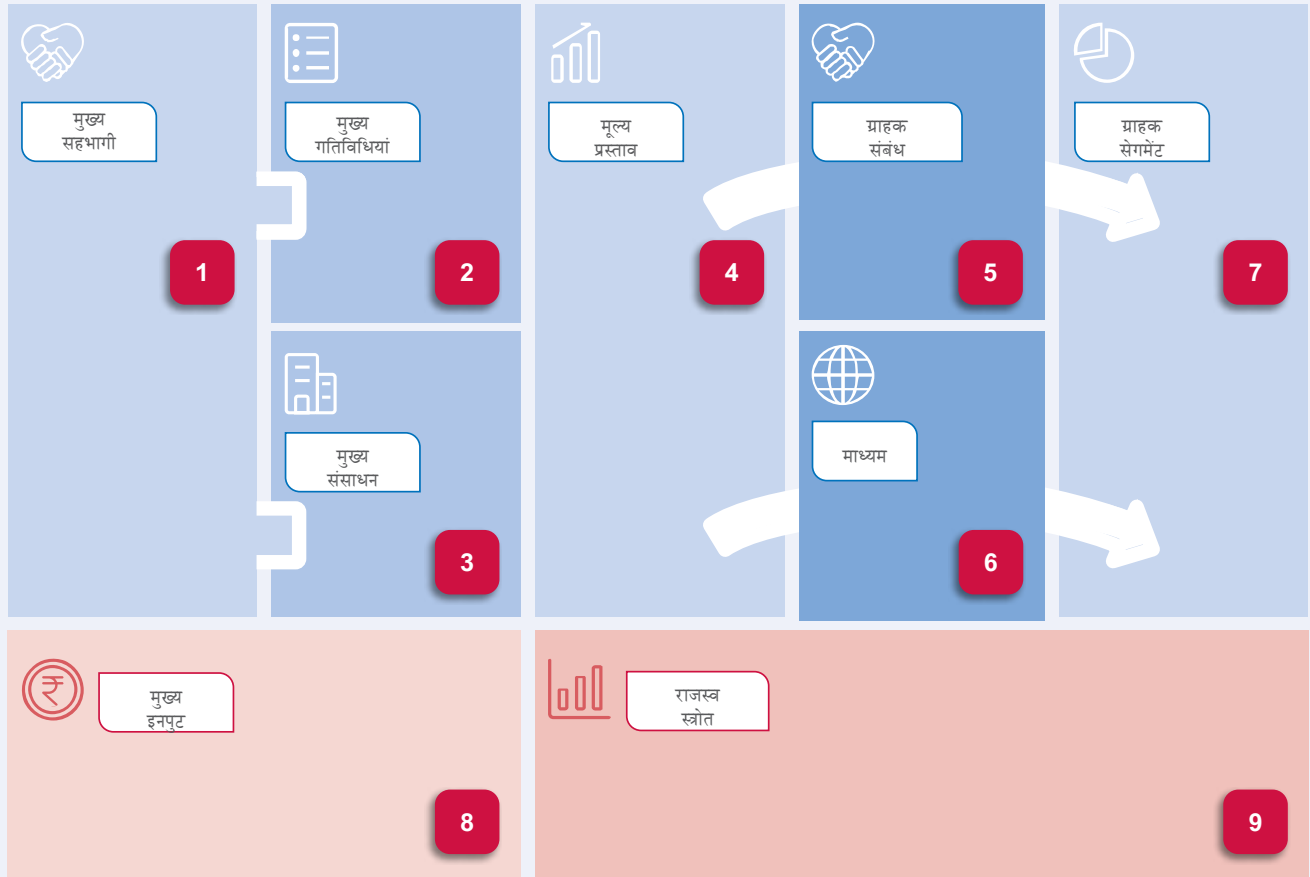 मुख्य
सहभागी
1
मुख्य
गतिविधियां
2
मुख्य
संसाधन
3
मूल्य
प्रस्ताव
4
ग्राहक
संबंध
5
माध्यम
6
ग्राहक
सेगमेंट
7
₹
मुख्य
इनपुट
8
राजस्व
स्त्रोत
9